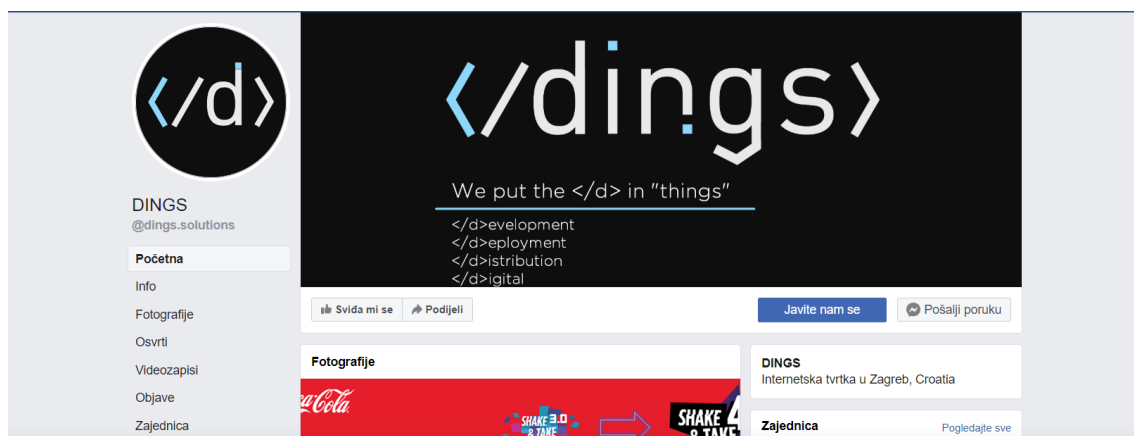 </d>
DINGS
@dings.solutions
Početna
Info
Fotografije
Osvrti
Videozapisi
Objave
Zajednica
</dings>
We put the </d> in "things"
</d>evelopment
</d>eployment
</d>istribution
</d>igital
Sviđa mi se
Podijeli
Javite nam se
Pošalji poruku
Fotografije
Coca-Cola
SHAKE 3.0
& TAKE
SHAKE 4
& TAKE
DINGS
Internetska tvrtka u Zagreb, Croatia
Zajednica
Pogledajte sve